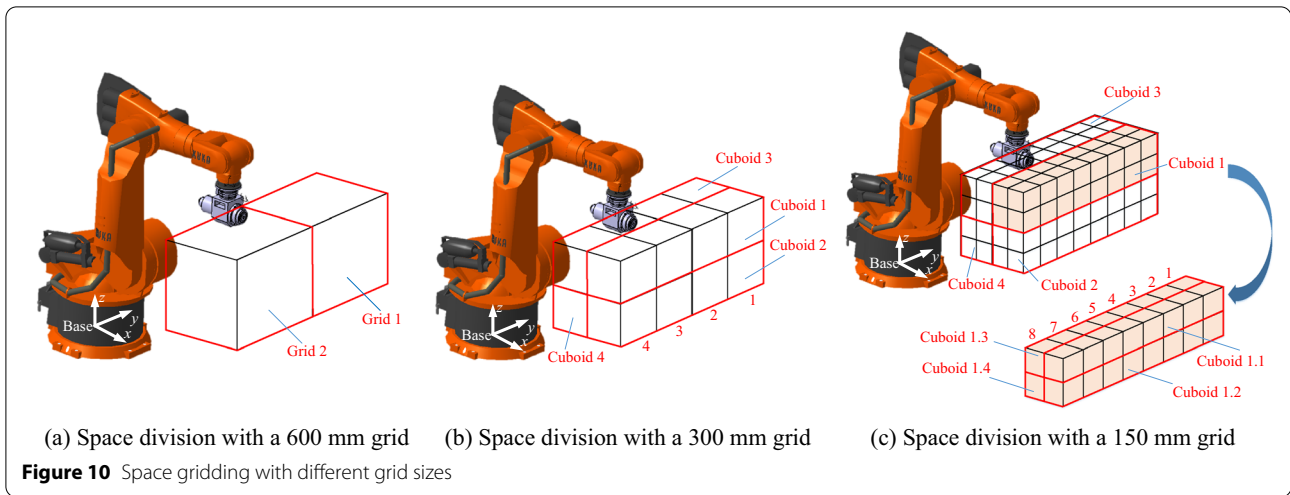 KUKA
z
y
Base
x
Grid 1
Grid 2
(a) Space division with a 600 mm grid
KUKA
Cuboid 3
Cuboid 1
Cuboid 2
z
y
Base
x
Cuboid 4
4
3
2
1
(b) Space division with a 300 mm grid
KUKA
Cuboid 3
Cuboid 1
z
y
Base
x
Cuboid 4
Cuboid 2
8
7
6
5
4
3
2
1
Cuboid 1.3
Cuboid 1.1
Cuboid 1.4
Cuboid 1.2
(c) Space division with a 150 mm grid
Figure 10 Space gridding with different grid sizes